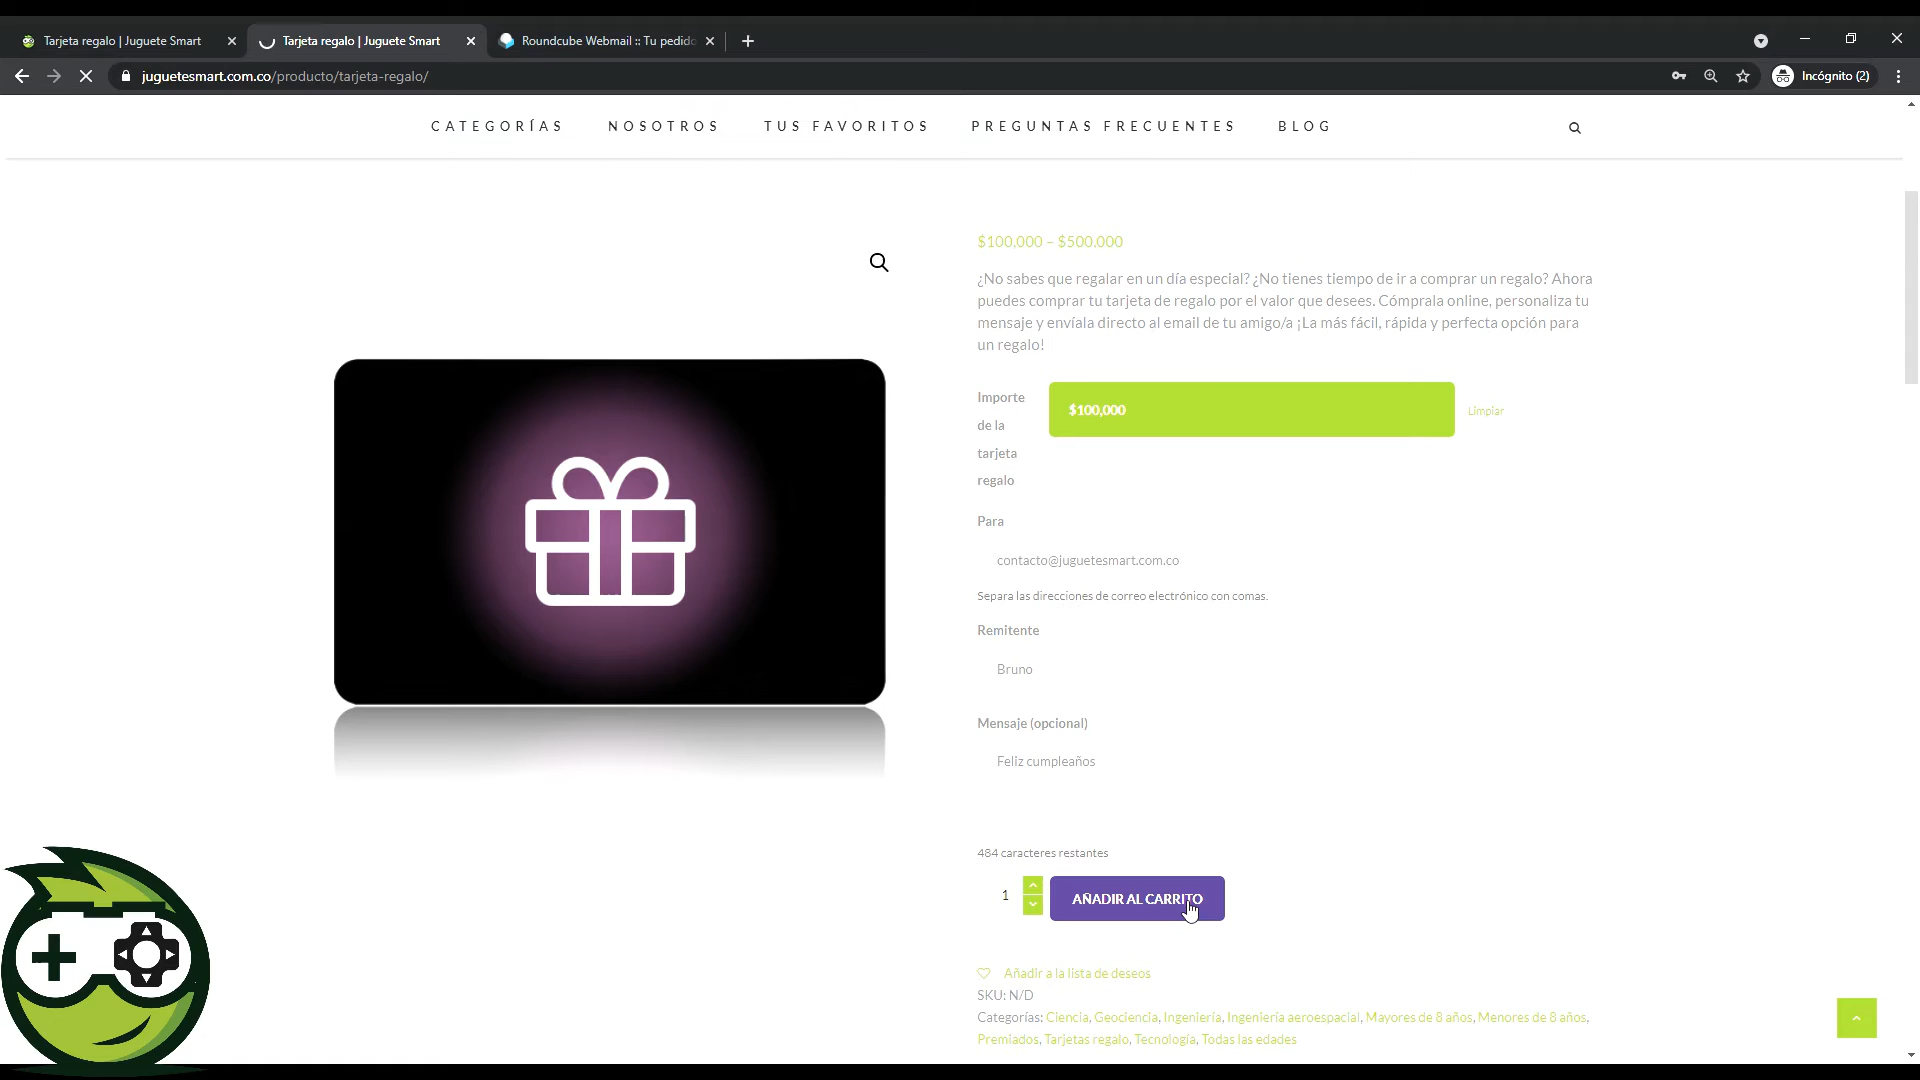 Tarjeta regalo | Juguete Smart
Tarjeta regalo | Juguete Smart
Roundcube Webmail :: Tu pedido
juguetesmart.com.co/producto/tarjeta-regalo/
Incógnito (2)
CATEGORÍAS NOSOTROS TUS FAVORITOS PREGUNTAS FRECUENTES BLOG
$100,000 – $500,000
¿No sabes que regalar en un día especial? ¿No tienes tiempo de ir a comprar un regalo? Ahora
puedes comprar tu tarjeta de regalo por el valor que desees. Cómprala online, personaliza tu
mensaje y envíala directo al email de tu amigo/a ¡La más fácil, rápida y perfecta opción para
un regalo!
Importe
de la
tarjeta
regalo
$100,000
Limpiar
Para
contacto@juguetesmart.com.co
Separa las direcciones de correo electrónico con comas.
Remitente
Bruno
Mensaje (opcional)
Feliz cumpleaños
484 caracteres restantes
1
AÑADIR AL CARRITO
Añadir a la lista de deseos
SKU: N/D
Categorías: Ciencia, Geociencia, Ingeniería, Ingeniería aeroespacial, Mayores de 8 años, Menores de 8 años,
Premiados, Tarjetas regalo, Tecnología, Todas las edades